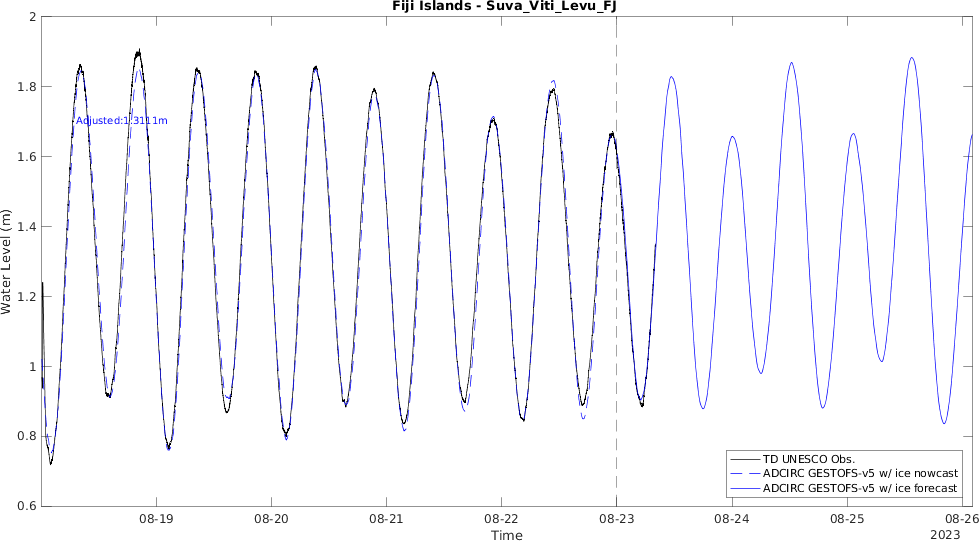 Fiji Islands - Suva_Viti_Levu_FJ
2
1.8
1.6
1.4
1.2
1
0.8
0.6
Water Level (m)
Adjusted:1.3111m
TD UNESCO Obs.
ADCIRC GESTOFS-v5 w/ ice nowcast
ADCIRC GESTOFS-v5 w/ ice forecast
08-19
08-20
08-21
08-22
08-23
08-24
08-25
08-26
Time
2023